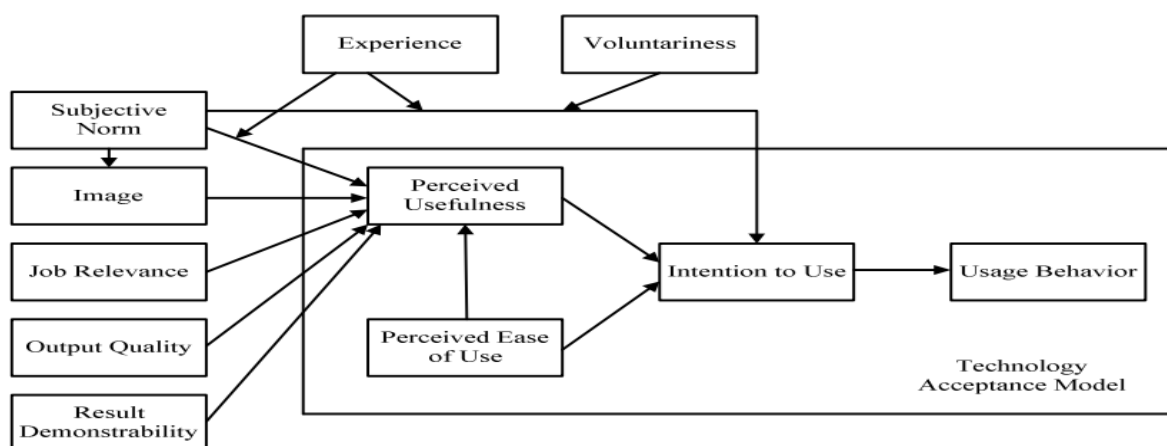 Experience
Voluntariness
Subjective
Norm
Image
Perceived
Usefulness
Job Relevance
Intention to Use
Usage Behavior
Output Quality
Perceived Ease
of Use
Technology
Acceptance Model
Result
Demonstrability